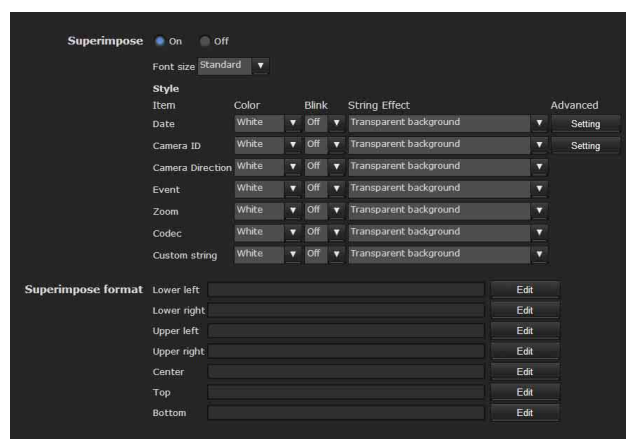 Superimpose On Off
Font size Standard
Style
Item Color Blink String Effect Advanced
Date White Off Transparent background Setting
Camera ID White Off Transparent background Setting
Camera Direction White Off Transparent background
Event White Off Transparent background
Zoom White Off Transparent background
Codec White Off Transparent background
Custom string White Off Transparent background
Superimpose format Lower left Edit
Lower right Edit
Upper left Edit
Upper right Edit
Center Edit
Top Edit
Bottom Edit